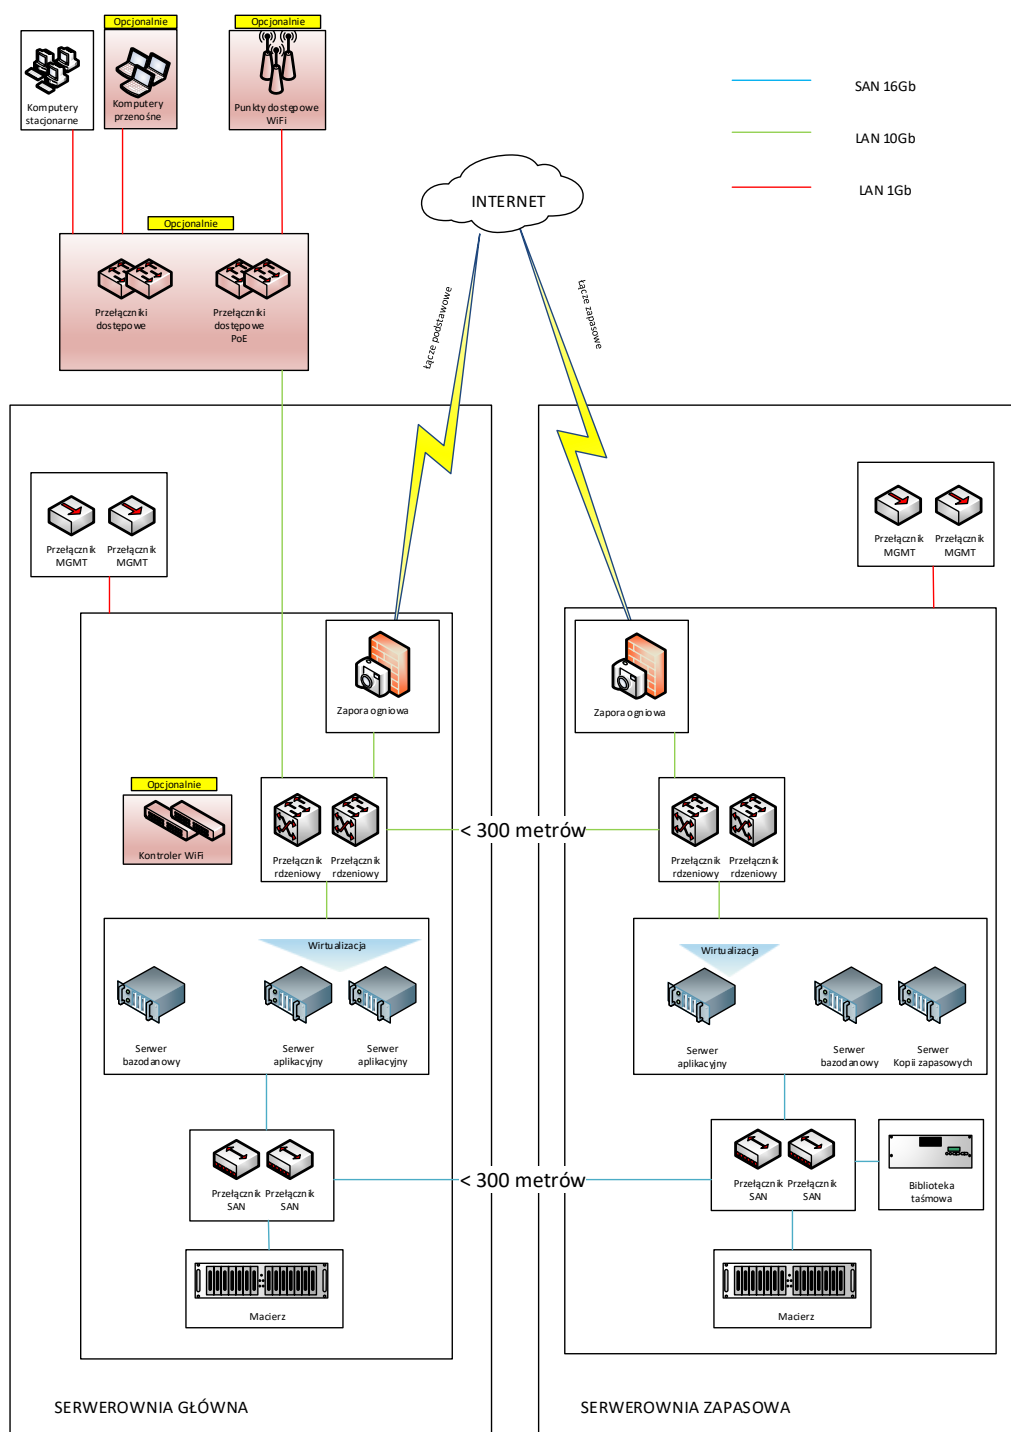 Opcjonalnie
Opcjonalnie
Komputery
stacjonarne
Komputery
przenośne
Punkty dostępowe
WiFi
SAN 16Gb
LAN 10Gb
LAN 1Gb
INTERNET
Opcjonalnie
Przełączniki
dostępowe
Przełączniki
dostępowe
PoE
Łącze podstawowe
Łącze zapasowe
Przełącznik
MGMT
Przełącznik
MGMT
Przełącznik
MGMT
Przełącznik
MGMT
Zapora ogniowa
Zapora ogniowa
Opcjonalnie
Kontroler WiFi
Przełącznik
rdzeniowy
Przełącznik
rdzeniowy
< 300 metrów
Przełącznik
rdzeniowy
Przełącznik
rdzeniowy
Wirtualizacja
Serwer
bazodanowy
Serwer
aplikacyjny
Serwer
aplikacyjny
Wirtualizacja
Serwer
aplikacyjny
Serwer
bazodanowy
Serwer
Kopii zapasowych
Przełącznik
SAN
Przełącznik
SAN
< 300 metrów
Przełącznik
SAN
Przełącznik
SAN
Biblioteka
taśmowa
Macierz
Macierz
SERWEROWNIA GŁÓWNA
SERWEROWNIA ZAPASOWA